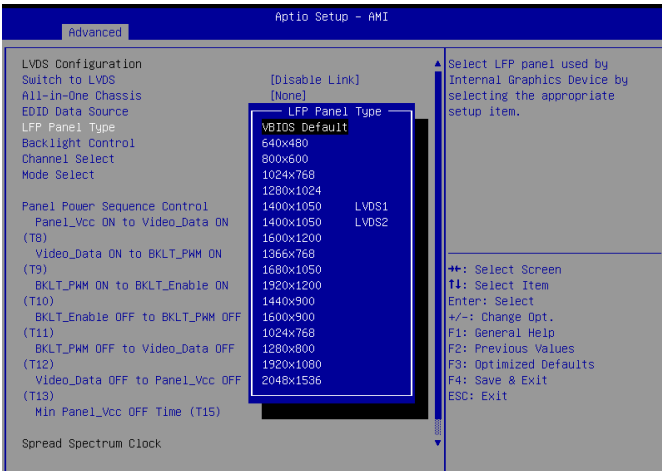 Aptio Setup – AMI
Advanced
LVDS Configuration
Switch to LVDS [Disable Link]
All-in-One Chassis [None]
EDID Data Source
LFP Panel Type
Backlight Control
Channel Select
Mode Select
Panel Power Sequence Control
Panel_Vcc ON to Video_Data ON
(T8)
Video_Data ON to BKLT_PWM ON
(T9)
BKLT_PWM ON to BKLT_Enable ON
(T10)
BKLT_Enable OFF to BKLT_PWM OFF
(T11)
BKLT_PWM OFF to Video_Data OFF
(T12)
Video_Data OFF to Panel_Vcc OFF
(T13)
Min Panel_Vcc OFF Time (T15)
Spread Spectrum Clock
LFP Panel Type
VBIOS Default
640x480
800x600
1024x768
1280x1024
1400x1050 LVDS1
1400x1050 LVDS2
1600x1200
1366x768
1680x1050
1920x1200
1440x900
1600x900
1024x768
1280x800
1920x1080
2048x1536
Select LFP panel used by
Internal Graphics Device by
selecting the appropriate
setup item.
→←: Select Screen
↑↓: Select Item
Enter: Select
+/-: Change Opt.
F1: General Help
F2: Previous Values
F3: Optimized Defaults
F4: Save & Exit
ESC: Exit